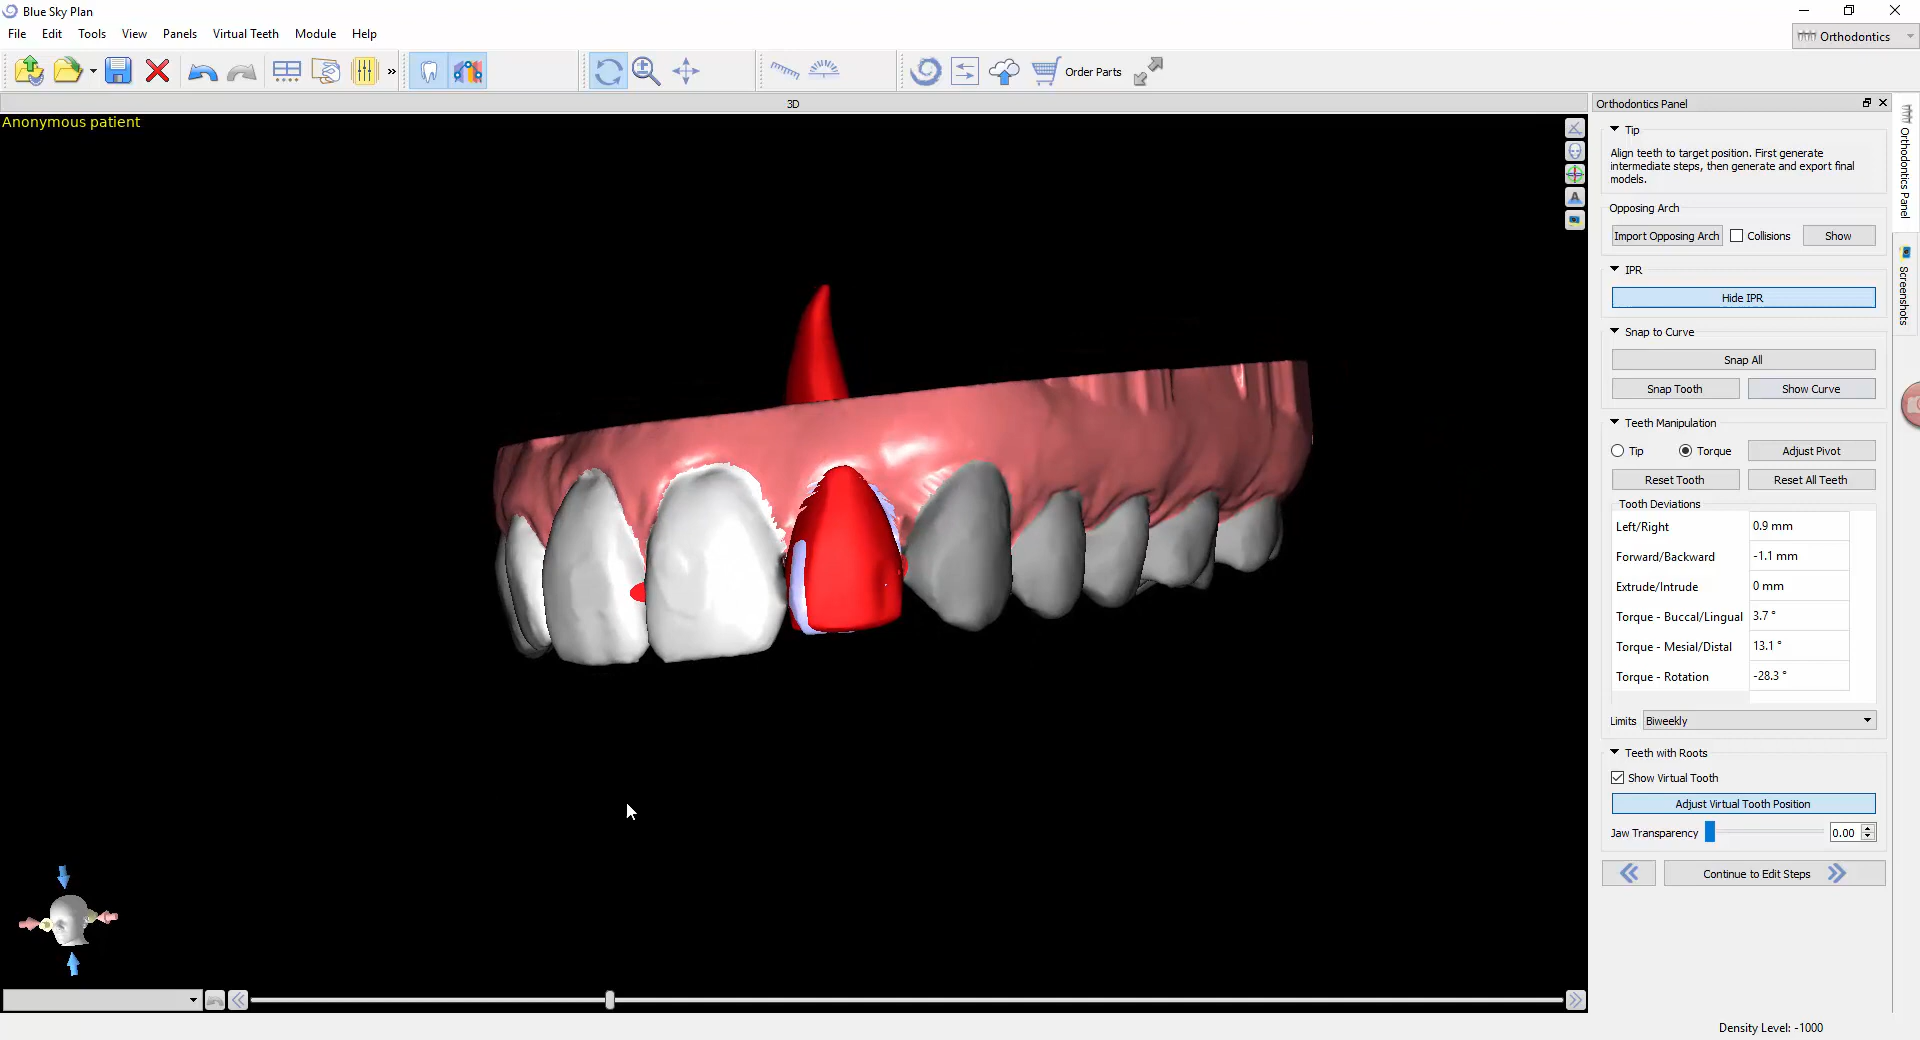 Blue Sky Plan
File Edit Tools View Panels Virtual Teeth Module Help
Orthodontics
» Order Parts
3D
Anonymous patient
Orthodontics Panel
Tip
Align teeth to target position. First generate
intermediate steps, then generate and export final
models.
Opposing Arch
Import Opposing Arch Collisions Show
IPR
Hide IPR
Snap to Curve
Snap All
Snap Tooth Show Curve
Teeth Manipulation
Tip Torque Adjust Pivot
Reset Tooth Reset All Teeth
Tooth Deviations
Left/Right 0.9 mm
Forward/Backward -1.1 mm
Extrude/Intrude 0 mm
Torque - Buccal/Lingual 3.7 °
Torque - Mesial/Distal 13.1 °
Torque - Rotation -28.3 °
Limits Biweekly
Teeth with Roots
Show Virtual Tooth
Adjust Virtual Tooth Position
Jaw Transparency 0.00
Continue to Edit Steps
Orthodontics Panel
Screenshots
Density Level: -1000